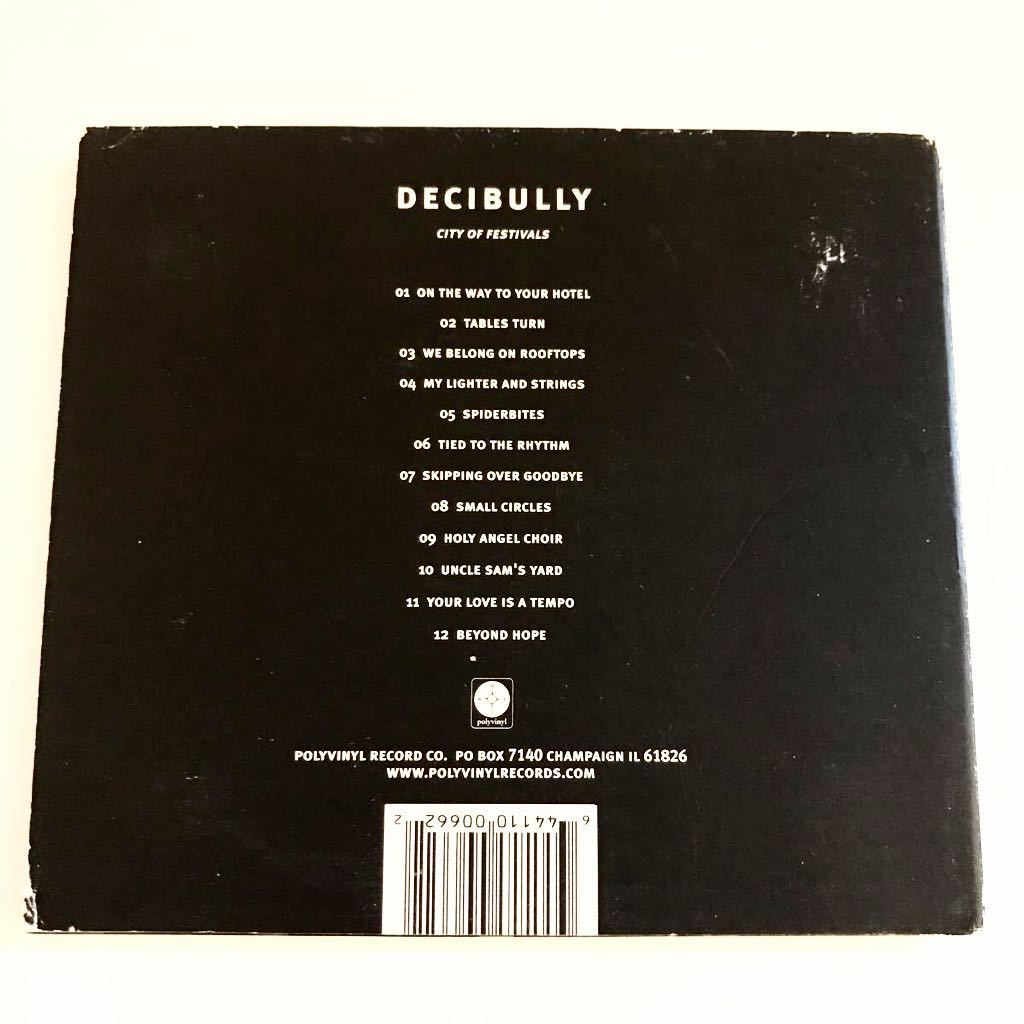 DECIBULLY
CITY OF FESTIVALS
01 ON THE WAY TO YOUR HOTEL
02 TABLES TURN
03 WE BELONG ON ROOFTOPS
04 MY LIGHTER AND STRINGS
05 SPIDERBITES
06 TIED TO THE RHYTHM
07 SKIPPING OVER GOODBYE
08 SMALL CIRCLES
09 HOLY ANGEL CHOIR
10 UNCLE SAM'S YARD
11 YOUR LOVE IS A TEMPO
12 BEYOND HOPE
polyvinyl
POLYVINYL RECORD CO. PO BOX 7140 CHAMPAIGN IL 61826
WWW.POLYVINYLRECORDS.COM
6 44110 00662 2